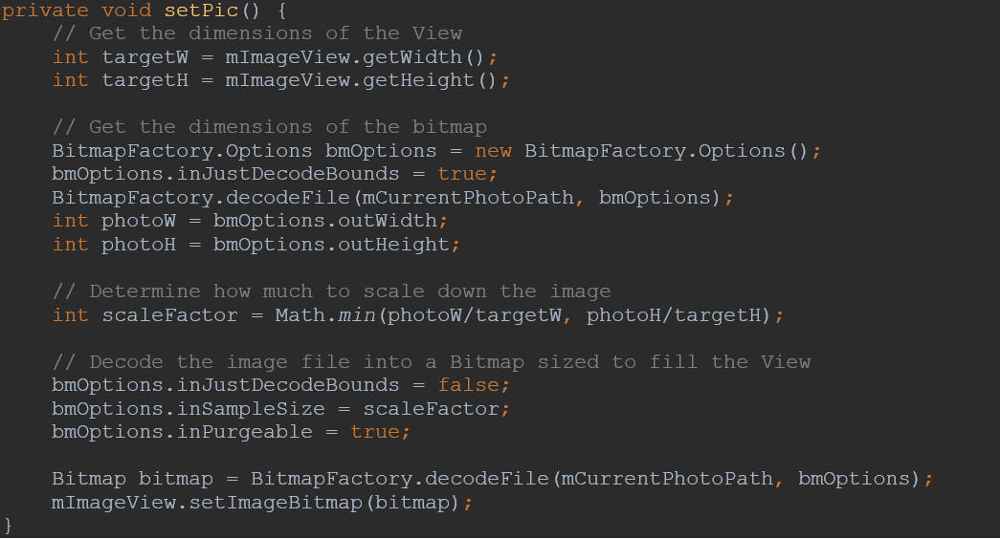 private void setPic() {
    // Get the dimensions of the View
    int targetW = mImageView.getWidth();
    int targetH = mImageView.getHeight();

    // Get the dimensions of the bitmap
    BitmapFactory.Options bmOptions = new BitmapFactory.Options();
    bmOptions.inJustDecodeBounds = true;
    BitmapFactory.decodeFile(mCurrentPhotoPath, bmOptions);
    int photoW = bmOptions.outWidth;
    int photoH = bmOptions.outHeight;

    // Determine how much to scale down the image
    int scaleFactor = Math.min(photoW/targetW, photoH/targetH);

    // Decode the image file into a Bitmap sized to fill the View
    bmOptions.inJustDecodeBounds = false;
    bmOptions.inSampleSize = scaleFactor;
    bmOptions.inPurgeable = true;

    Bitmap bitmap = BitmapFactory.decodeFile(mCurrentPhotoPath, bmOptions);
    mImageView.setImageBitmap(bitmap);
}